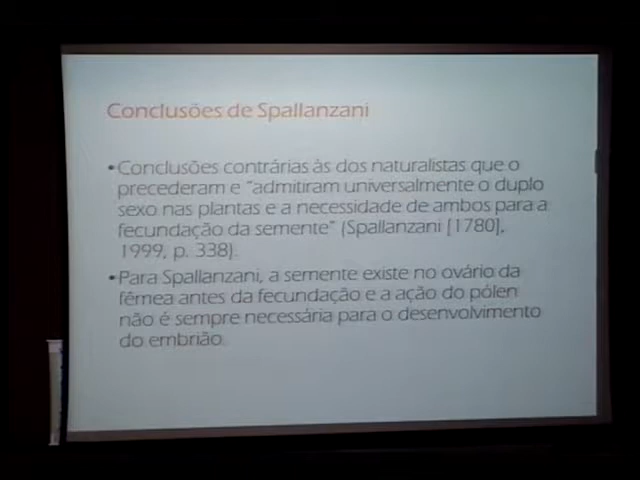 Conclusões de Spallanzani
•Conclusões contrárias às dos naturalistas que o
precederam e "admitiram universalmente o duplo
sexo nas plantas e a necessidade de ambos para a
fecundação da semente" (Spallanzani [1780],
1999, p. 338).
•Para Spallanzani, a semente existe no ovário da
fêmea antes da fecundação e a ação do pólen
não é sempre necessária para o desenvolvimento
do embrião.